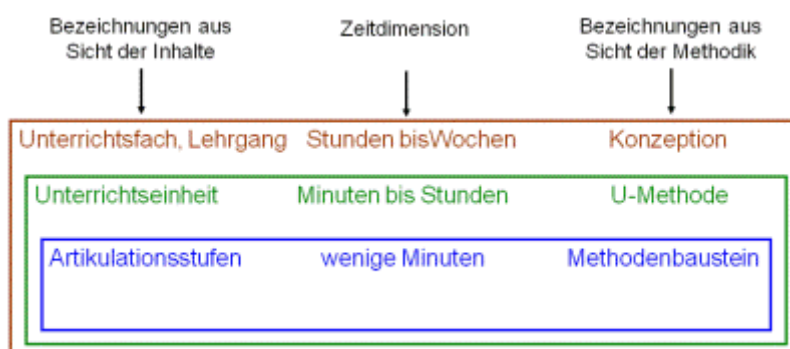 Bezeichnungen aus
Sicht der Inhalte
Zeitdimension
Bezeichnungen aus
Sicht der Methodik
Unterrichtsfach, Lehrgang Stunden bisWochen Konzeption
Unterrichtseinheit Minuten bis Stunden U-Methode
Artikulationsstufen wenige Minuten Methodenbaustein